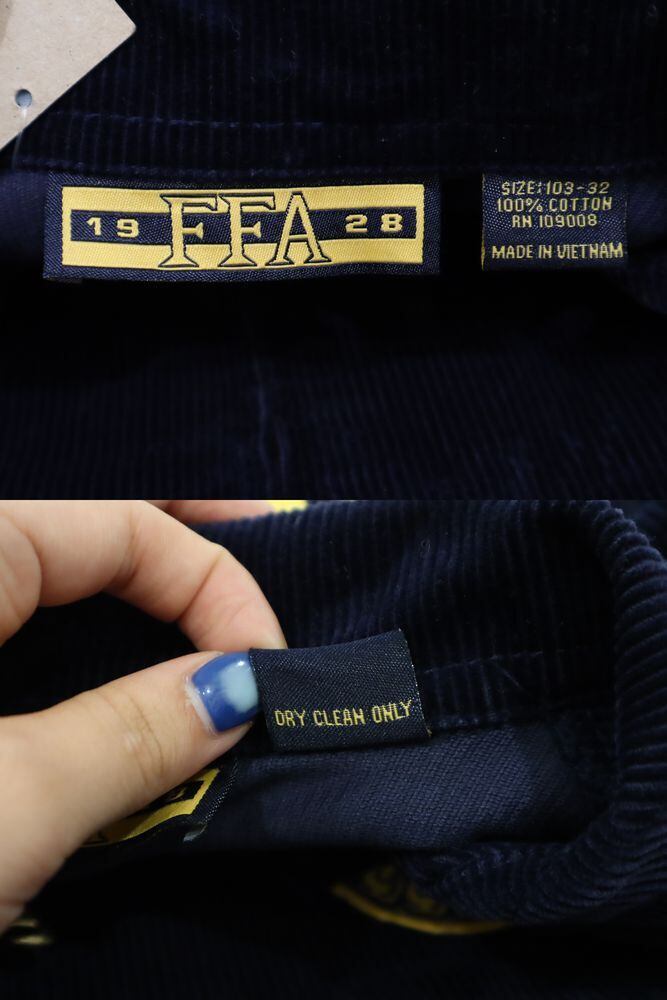 19 FFA 28
SIZE:103-32
100% COTTON
RN 109008
MADE IN VIETNAM
DRY CLEAN ONLY